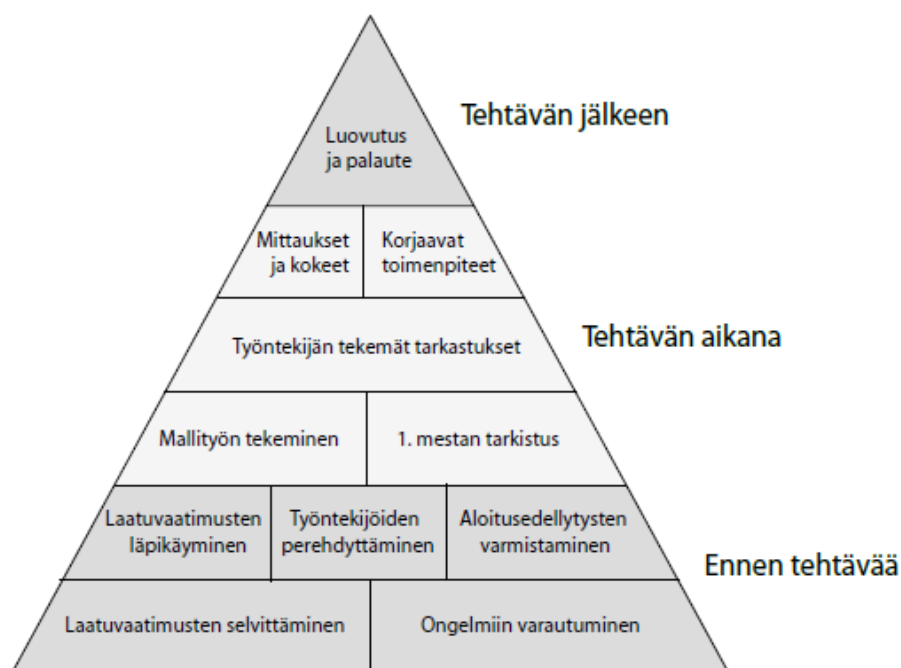 Tehtävän jälkeen
Luovutus
ja palaute
Mittaukset
ja kokeet
Korjaavat
toimenpiteet
Tehtävän aikana
Työntekijän tekemät tarkastukset
Mallityön tekeminen
1. mestan tarkistus
Laatuvaatimusten
läpikäyminen
Työntekijöiden
perehdyttäminen
Aloitusedellytysten
varmistaminen
Ennen tehtävää
Laatuvaatimusten selvittäminen
Ongelmiin varautuminen